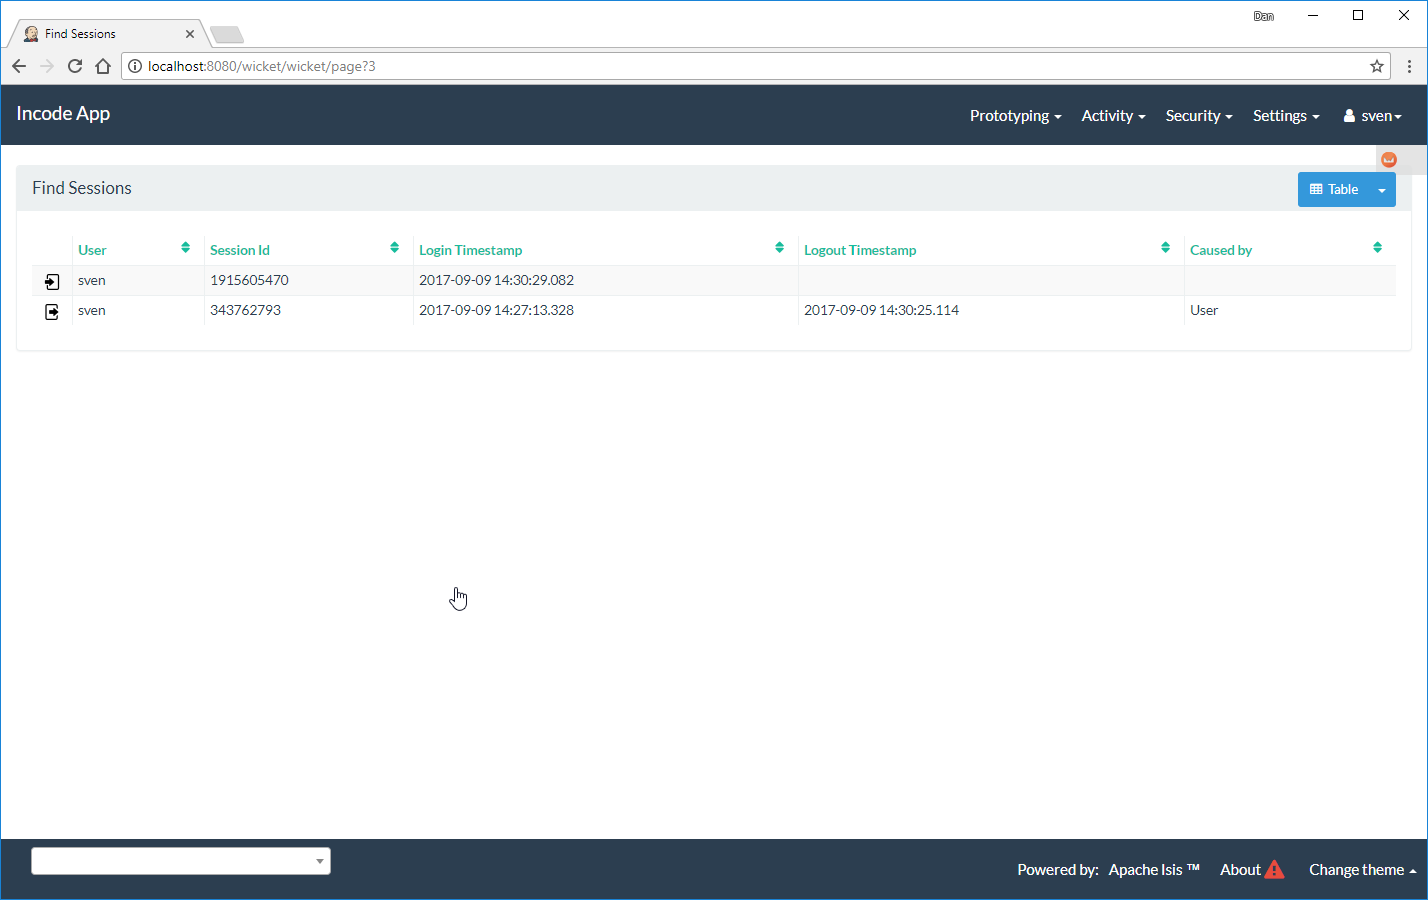 Dan
Find Sessions
localhost:8080/wicket/wicket/page?3
Incode App
Prototyping Activity Security Settings sven
Find Sessions
Table
User Session Id Login Timestamp Logout Timestamp Caused by
sven 1915605470 2017-09-09 14:30:29.082
sven 343762793 2017-09-09 14:27:13.328 2017-09-09 14:30:25.114 User
Powered by: Apache Isis ™ About Change theme